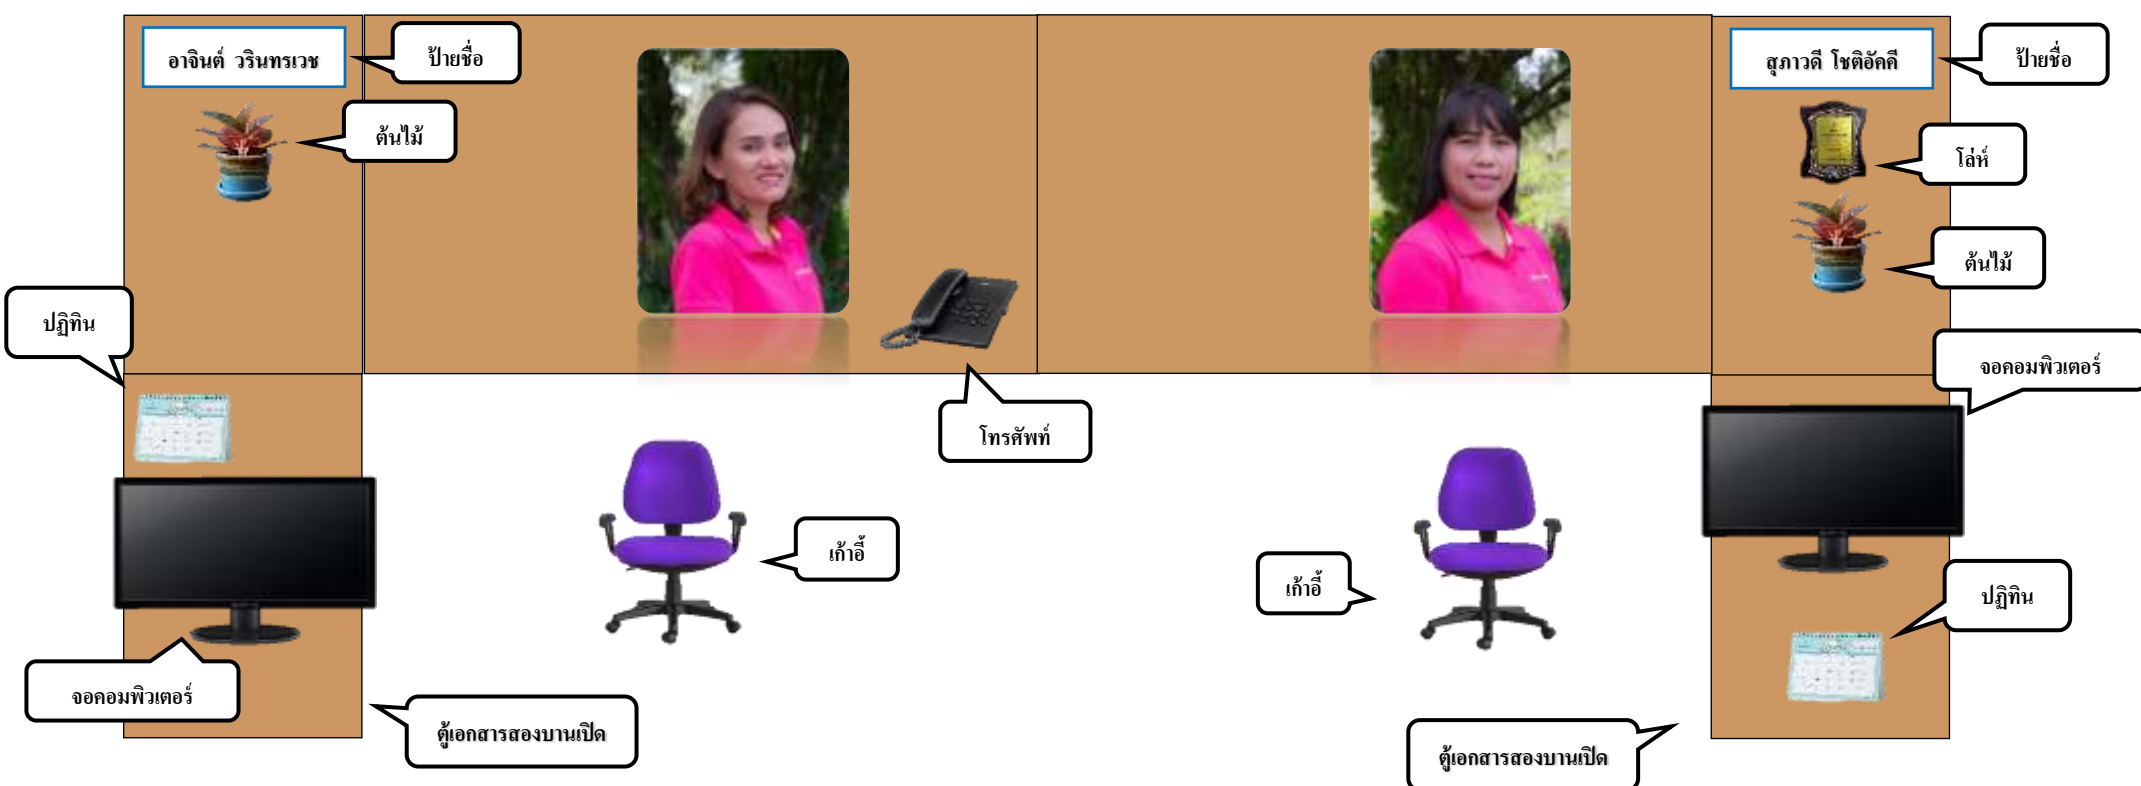 อาจินต์ วรินทรเวช
ป้ายชื่อ
สุภาวดี โชติอัคคี
ป้ายชื่อ
ต้นไม้
โล่ห์
ต้นไม้
ปฏิทิน
จอคอมพิวเตอร์
โทรศัพท์
เก้าอี้
เก้าอี้
ปฏิทิน
จอคอมพิวเตอร์
ตู้เอกสารสองบานเปิด
ตู้เอกสารสองบานเปิด